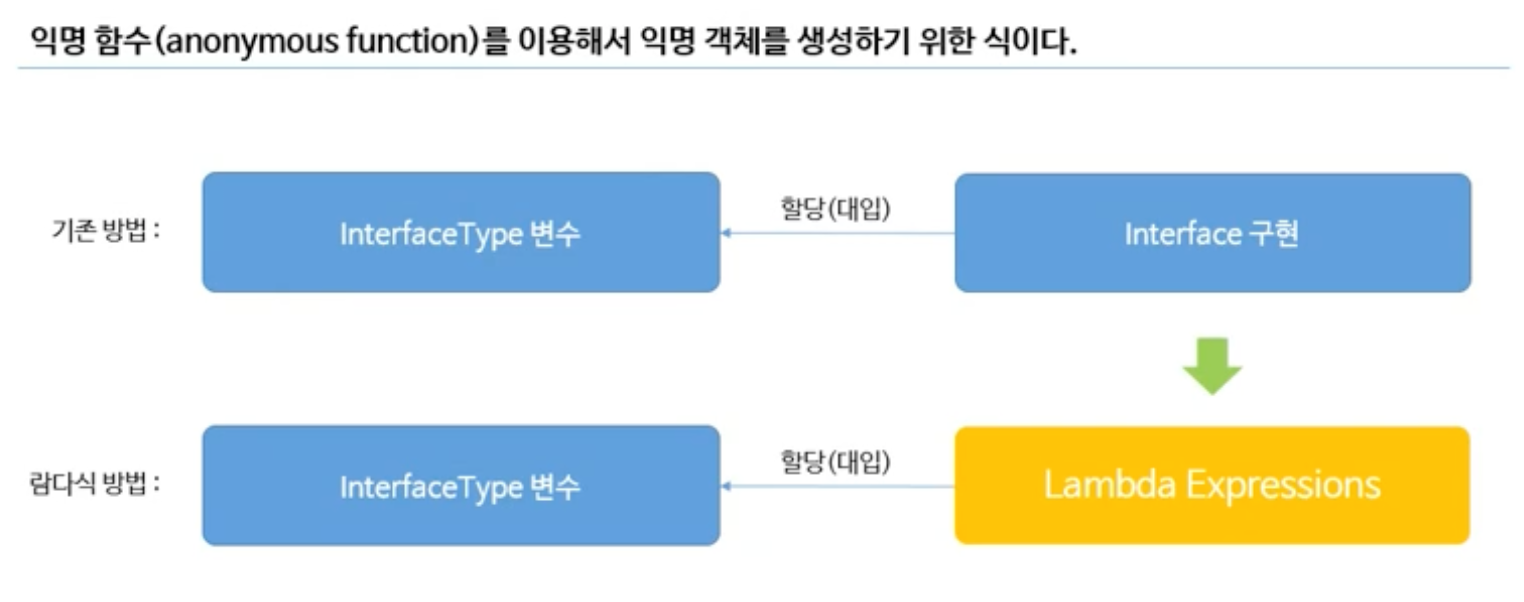 익명 함수(anonymous function)를 이용해서 익명 객체를 생성하기 위한 식이다.
기존 방법 :
InterfaceType 변수
할당(대입)
Interface 구현
람다식 방법 :
InterfaceType 변수
할당(대입)
Lambda Expressions